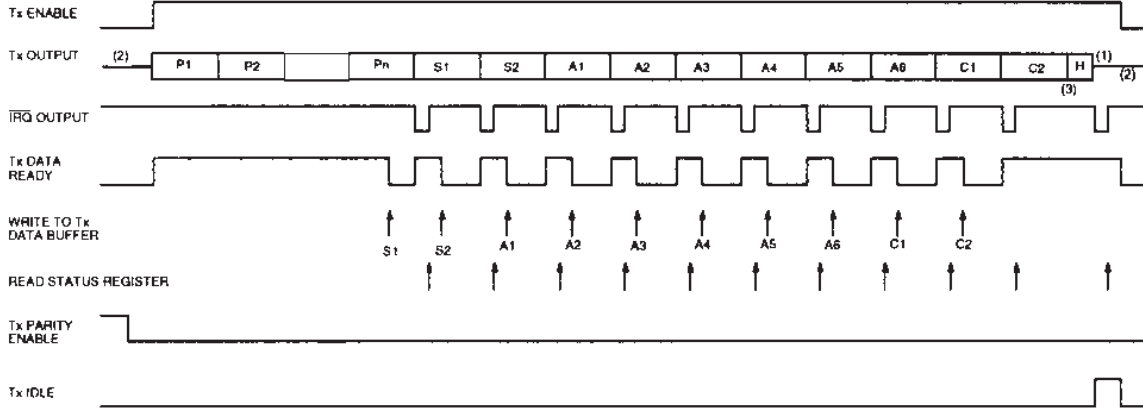 Tx ENABLE
Tx OUTPUT (2) P1 P2 Pn S1 S2 A1 A2 A3 A4 A5 A6 C1 C2 H (1)
(3) (2)
IRQ OUTPUT
Tx DATA
READY
WRITE TO Tx
DATA BUFFER
S1 S2 A1 A2 A3 A4 A5 A6 C1 C2
READ STATUS REGISTER
Tx PARITY
ENABLE
Tx IDLE